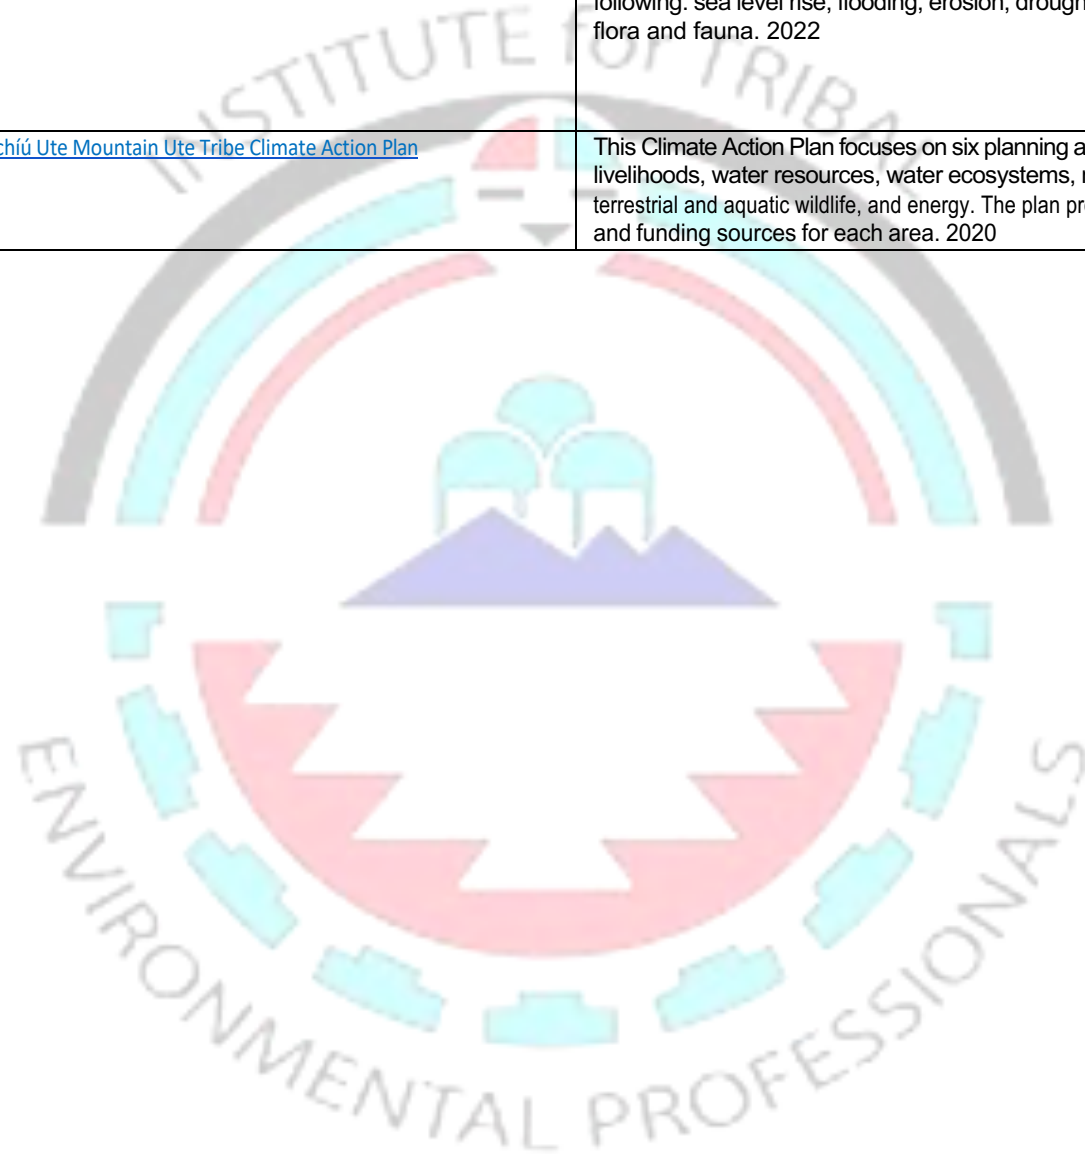 following: sea level rise, flooding, erosion, drough
flora and fauna. 2022
INSTITUTE for TRIBAL
chíú Ute Mountain Ute Tribe Climate Action Plan
This Climate Action Plan focuses on six planning a
livelihoods, water resources, water ecosystems, r
terrestrial and aquatic wildlife, and energy. The plan pr
and funding sources for each area. 2020
ENVIRONMENTAL PROFESSIONALS